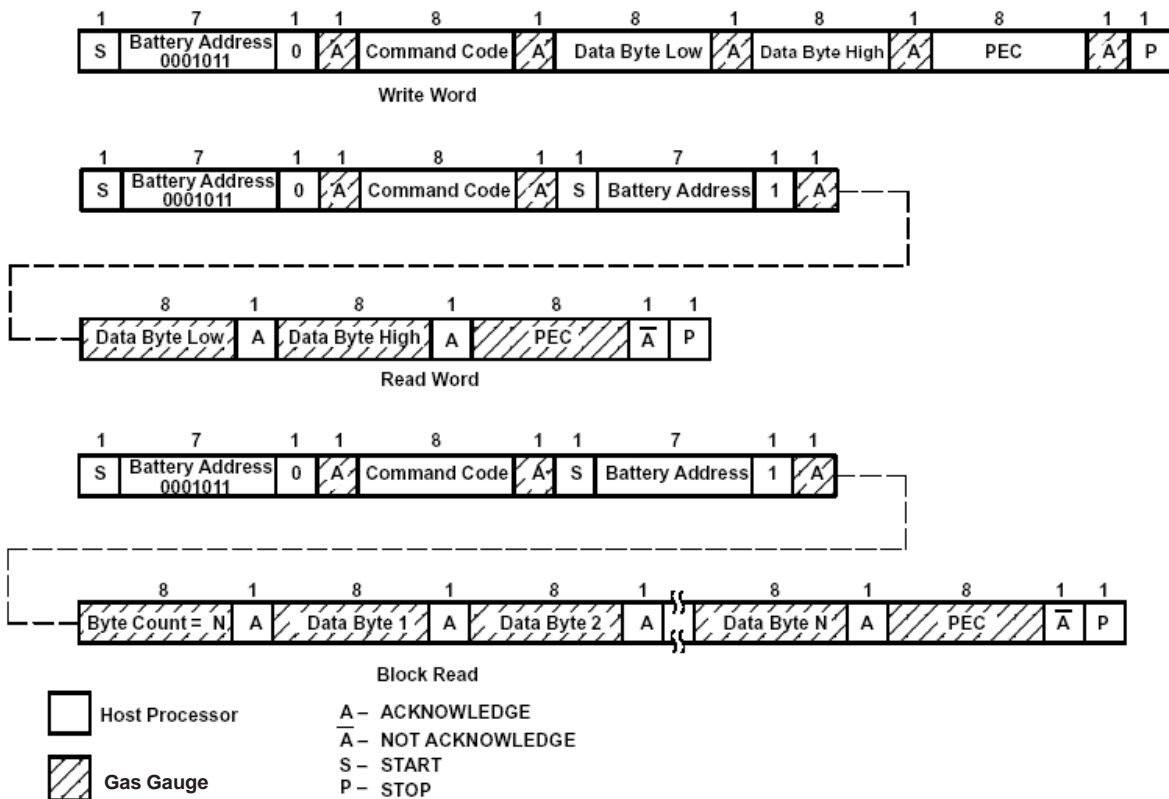 1 7 1 1 8 1 8 1 8 1 8 1 1
S Battery Address 0001011 0 A Command Code A Data Byte Low A Data Byte High A PEC A P
Write Word
1 7 1 1 8 1 1 7 1 1
S Battery Address 0001011 0 A Command Code A S Battery Address 1 A
8 1 8 1 8 1 1
Data Byte Low A Data Byte High A PEC A̅ P
Read Word
1 7 1 1 8 1 1 7 1 1
S Battery Address 0001011 0 A Command Code A S Battery Address 1 A
8 1 8 1 8 1 8 1 8 1 1
Byte Count = N A Data Byte 1 A Data Byte 2 A Data Byte N A PEC A̅ P
Block Read
Host Processor
Gas Gauge
A – ACKNOWLEDGE
A̅ – NOT ACKNOWLEDGE
S – START
P – STOP